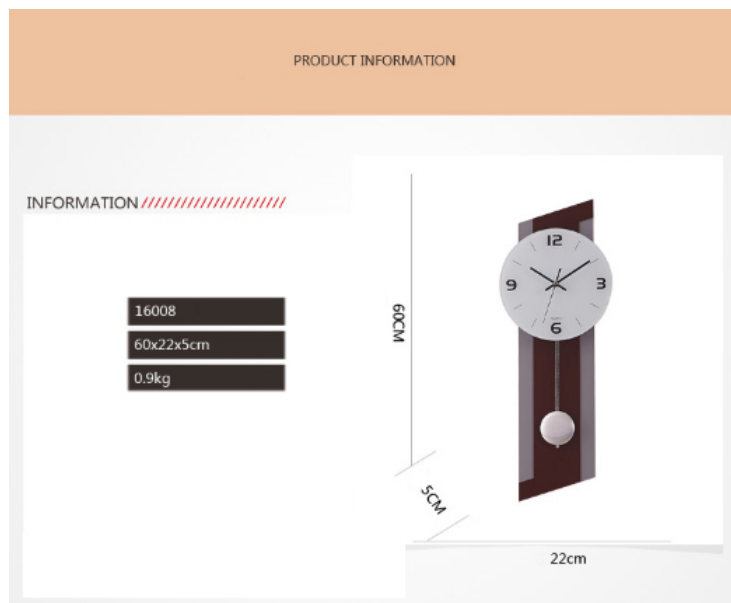 PRODUCT INFORMATION
INFORMATION
16008
60x22x5cm
0.9kg
12
9
3
6
60CM
5CM
22cm